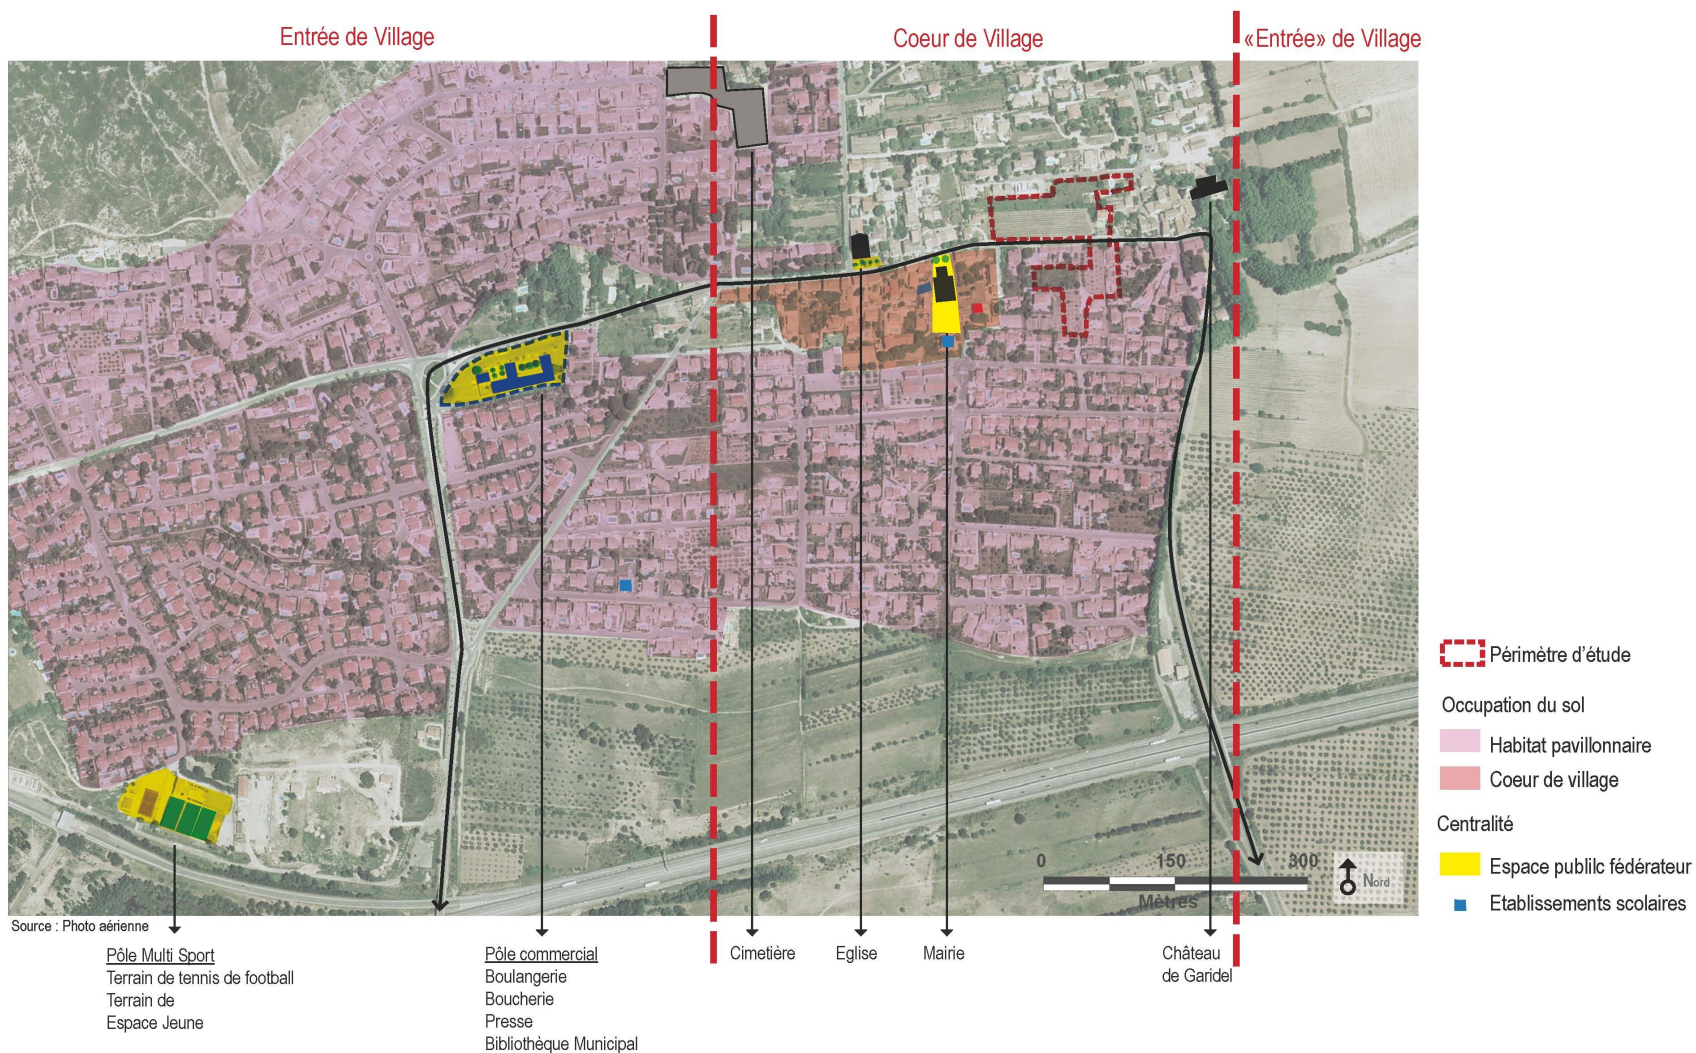 Entrée de Village
Coeur de Village
«Entrée» de Village
Périmètre d'étude
Occupation du sol
Habitat pavillonnaire
Coeur de village
Centralité
Espace publilc fédérateur
Etablissements scolaires
0 150 300
Mètres
Nord
Source : Photo aérienne
Pôle Multi Sport
Terrain de tennis de football
Terrain de
Espace Jeune
Pôle commercial
Boulangerie
Boucherie
Presse
Bibliothèque Municipal
Cimetière
Eglise
Mairie
Château
de Garidel